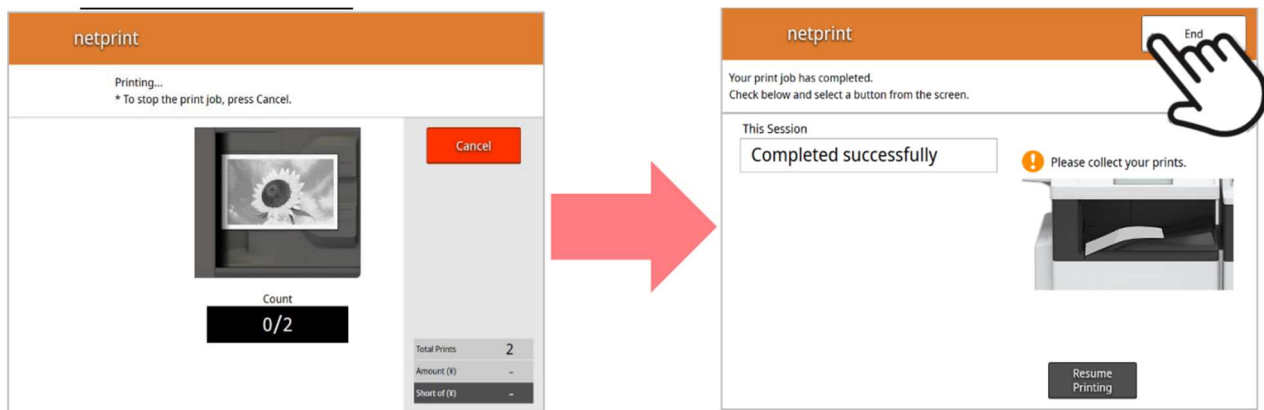 netprint
Printing...
* To stop the print job, press Cancel.
Cancel
Count
0/2
Total Prints 2
Amount (¥) -
Short of (¥) -
netprint
End
Your print job has completed.
Check below and select a button from the screen.
This Session
Completed successfully
Please collect your prints.
Resume
Printing